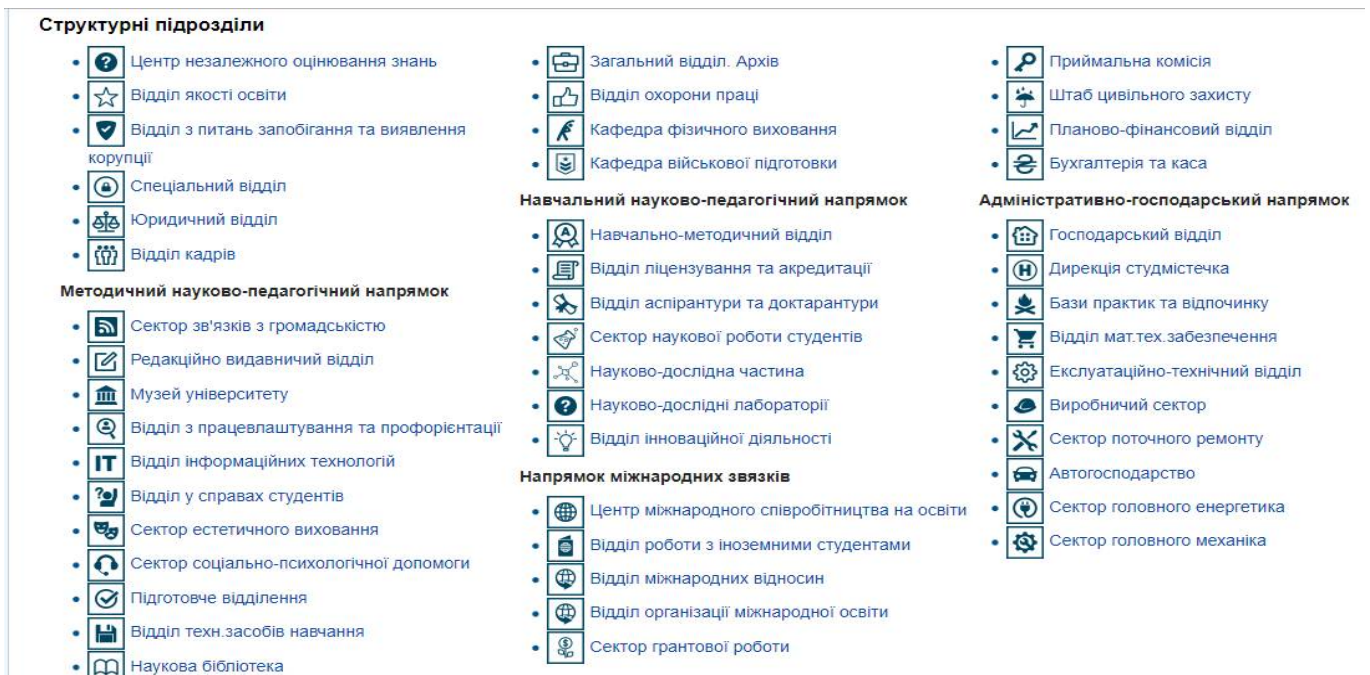 Структурні підрозділи
Центр незалежного оцінювання знань
Відділ якості освіти
Відділ з питань запобігання та виявлення
корупції
Спеціальний відділ
Юридичний відділ
Відділ кадрів
Методичний науково-педагогічний напрямок
Сектор зв'язків з громадськістю
Редакційно видавничий відділ
Музей університету
Відділ з працевлаштування та профорієнтації
IT Відділ інформаційних технологій
Відділ у справах студентів
Сектор естетичного виховання
Сектор соціально-психологічної допомоги
Підготовче відділення
Відділ техн.засобів навчання
Наукова бібліотека
Загальний відділ. Архів
Відділ охорони праці
Кафедра фізичного виховання
Кафедра військової підготовки
Навчальний науково-педагогічний напрямок
Навчально-методичний відділ
Відділ ліцензування та акредитації
Відділ аспірантури та доктарантури
Сектор наукової роботи студентів
Науково-дослідна частина
Науково-дослідні лабораторії
Відділ інноваційної діяльності
Напрямок міжнародних звязків
Центр міжнародного співробітництва на освіти
Відділ роботи з іноземними студентами
Відділ міжнародних відносин
Відділ організації міжнародної освіти
Сектор грантової роботи
Приймальна комісія
Штаб цивільного захисту
Планово-фінансовий відділ
Бухгалтерія та каса
Адміністративно-господарський напрямок
Господарський відділ
Дирекція студмістечка
Бази практик та відпочинку
Відділ мат.тех.забезпечення
Екслуатаційно-технічний відділ
Виробничий сектор
Сектор поточного ремонту
Автогосподарство
Сектор головного енергетика
Сектор головного механіка